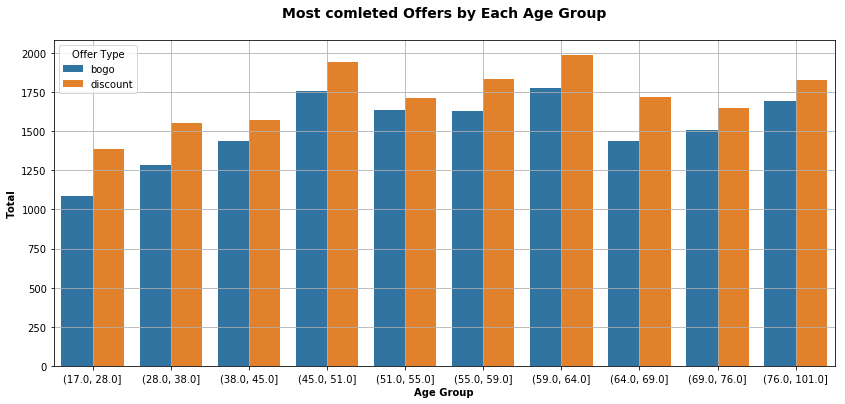 Most comleted Offers by Each Age Group
Offer Type
bogo
discount
Total
2000
1750
1500
1250
1000
750
500
250
0
(17.0, 28.0] (28.0, 38.0] (38.0, 45.0] (45.0, 51.0] (51.0, 55.0] (55.0, 59.0] (59.0, 64.0] (64.0, 69.0] (69.0, 76.0] (76.0, 101.0]
Age Group